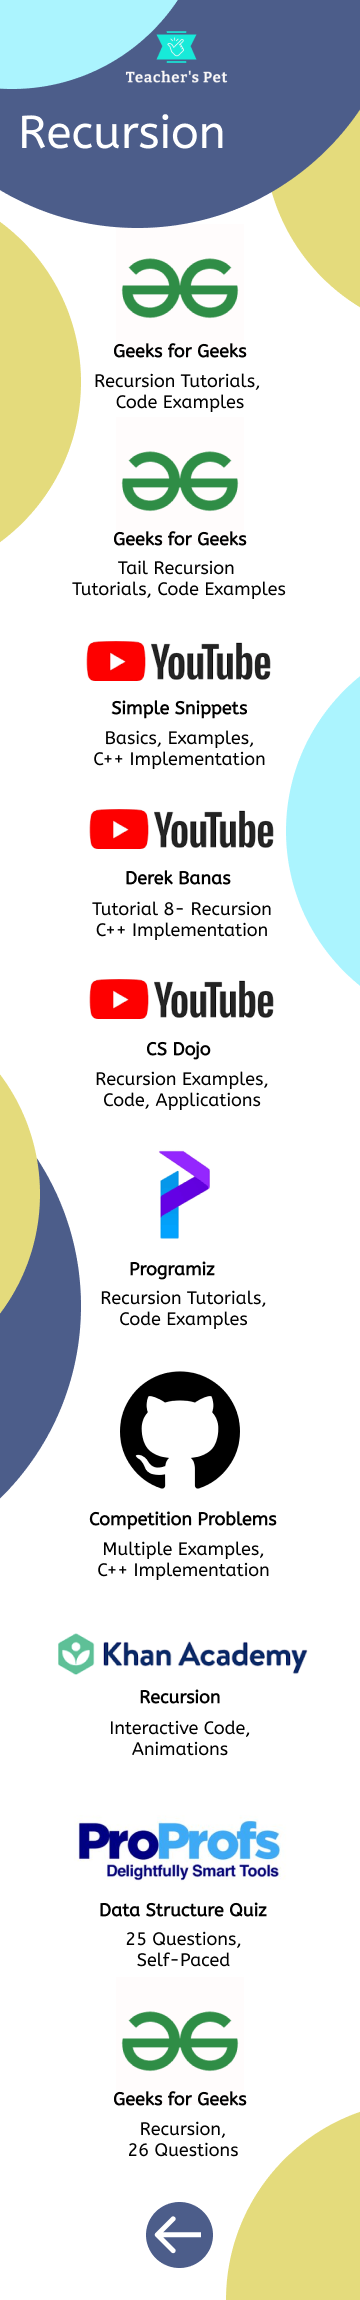 Teacher's Pet
Recursion
Geeks for Geeks
Recursion Tutorials,
Code Examples
Geeks for Geeks
Tail Recursion
Tutorials, Code Examples
YouTube
Simple Snippets
Basics, Examples,
C++ Implementation
YouTube
Derek Banas
Tutorial 8- Recursion
C++ Implementation
YouTube
CS Dojo
Recursion Examples,
Code, Applications
Programiz
Recursion Tutorials,
Code Examples
Competition Problems
Multiple Examples,
C++ Implementation
Khan Academy
Recursion
Interactive Code,
Animations
ProProfs
Delightfully Smart Tools
Data Structure Quiz
25 Questions,
Self-Paced
Geeks for Geeks
Recursion,
26 Questions